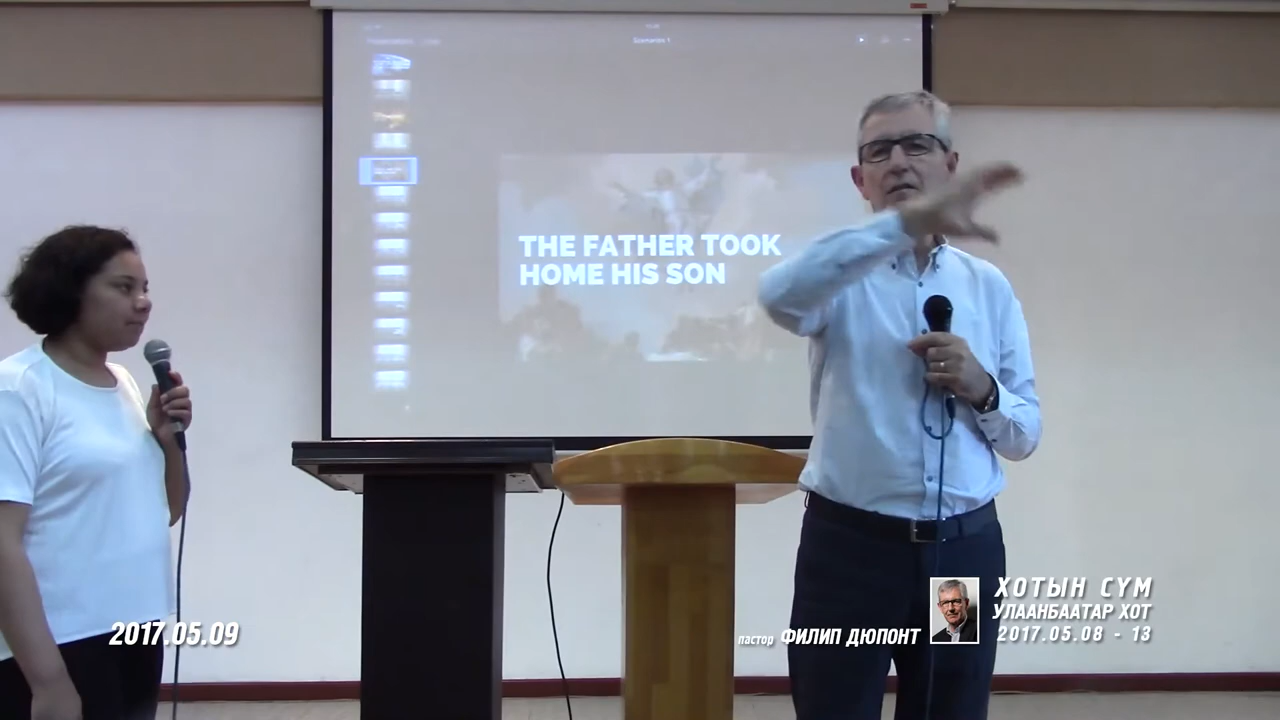 THE FATHER TOOK
HOME HIS SON
2017.05.09
пастор ФИЛИП ДЮПОНТ
ХОТЫН СҮМ
УЛААНБААТАР ХОТ
2017.05.08 - 13